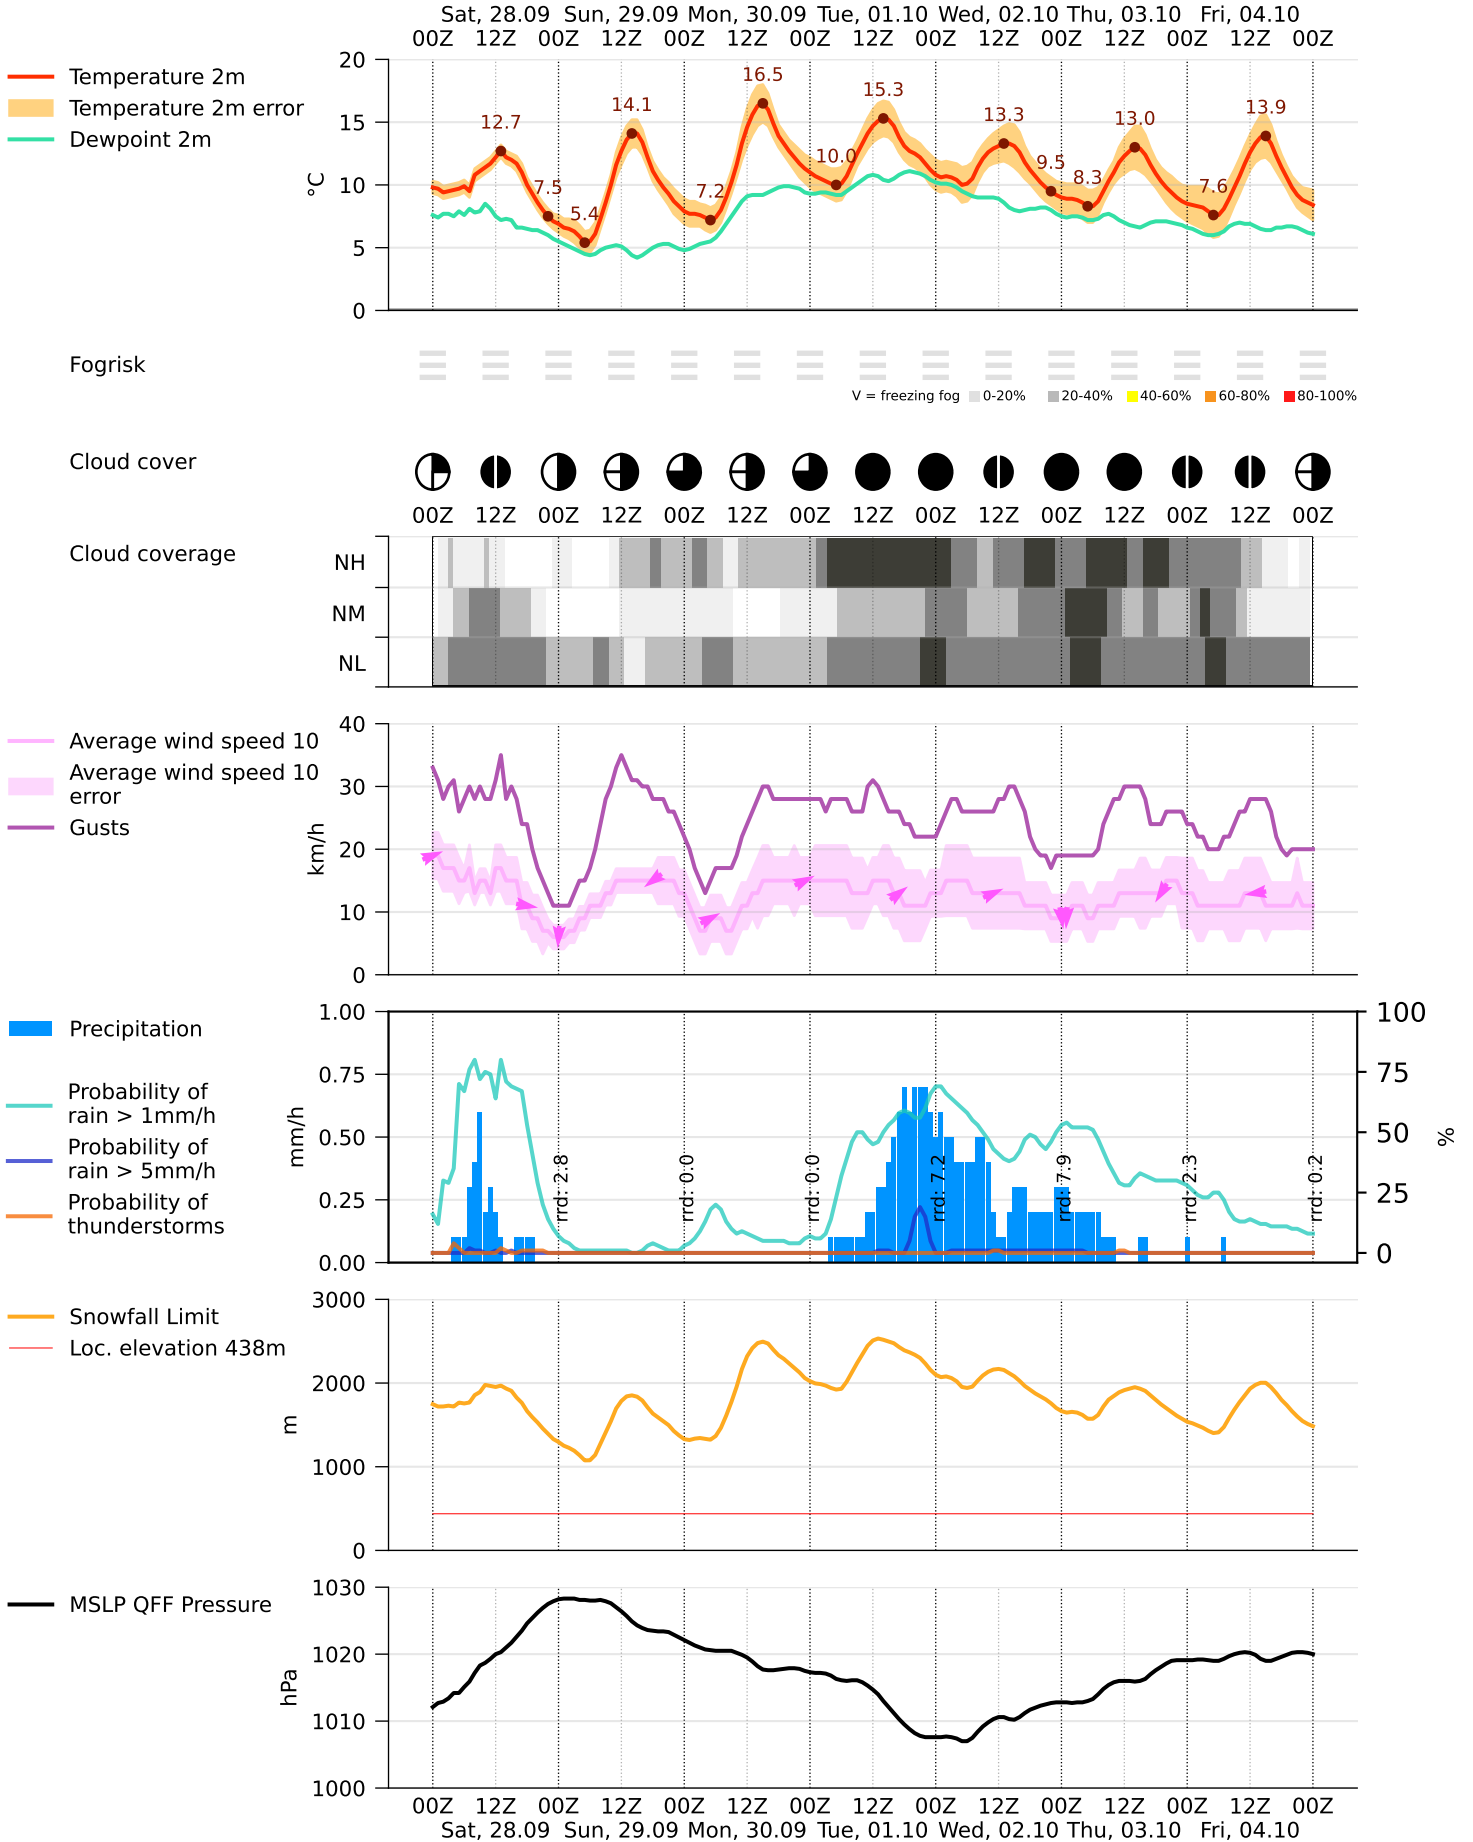 Sat, 28.09 Sun, 29.09 Mon, 30.09 Tue, 01.10 Wed, 02.10 Thu, 03.10 Fri, 04.10
00Z 12Z 00Z 12Z 00Z 12Z 00Z 12Z 00Z 12Z 00Z 12Z 00Z 12Z 00Z
Temperature 2m
Temperature 2m error
Dewpoint 2m
°C
20
15
10
5
0
12.7 7.5 5.4 14.1 7.2 16.5 10.0 15.3 13.3 9.5 8.3 13.0 7.6 13.9
Fogrisk
V = freezing fog 0-20% 20-40% 40-60% 60-80% 80-100%
Cloud cover
00Z 12Z 00Z 12Z 00Z 12Z 00Z 12Z 00Z 12Z 00Z 12Z 00Z 12Z 00Z
Cloud coverage
NH
NM
NL
Average wind speed 10
Average wind speed 10
error
Gusts
km/h
40
30
20
10
0
Precipitation
Probability of
rain > 1mm/h
Probability of
rain > 5mm/h
Probability of
thunderstorms
mm/h
1.00
0.75
0.50
0.25
0.00
rrd: 2.8 rrd: 0.0 rrd: 0.0 rrd: 7.2 rrd: 7.9 rrd: 2.3 rrd: 0.2
100
75
50
25
0
%
Snowfall Limit
Loc. elevation 438m
m
3000
2000
1000
0
MSLP QFF Pressure
hPa
1030
1020
1010
1000
00Z 12Z 00Z 12Z 00Z 12Z 00Z 12Z 00Z 12Z 00Z 12Z 00Z 12Z 00Z
Sat, 28.09 Sun, 29.09 Mon, 30.09 Tue, 01.10 Wed, 02.10 Thu, 03.10 Fri, 04.10